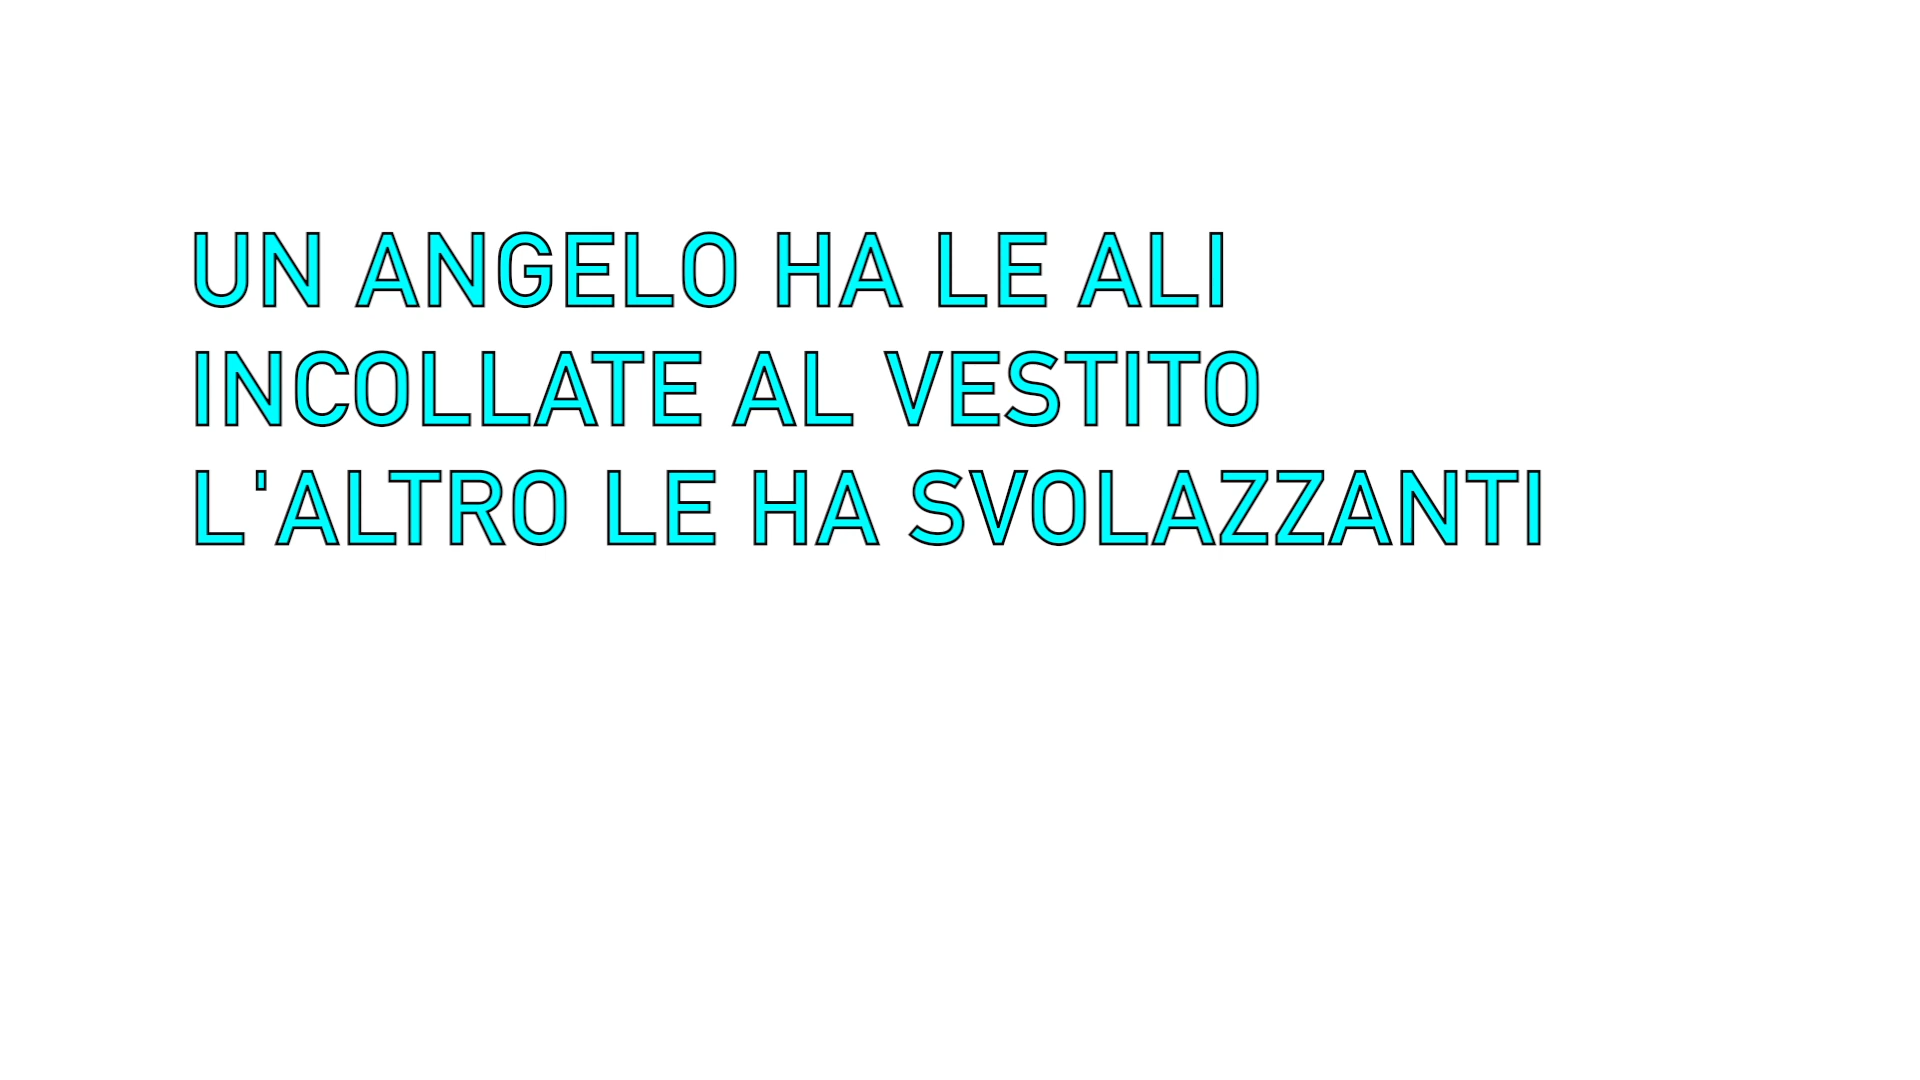 UN ANGELO HA LE ALI
INCOLLATE AL VESTITO
L'ALTRO LE HA SVOLAZZANTI